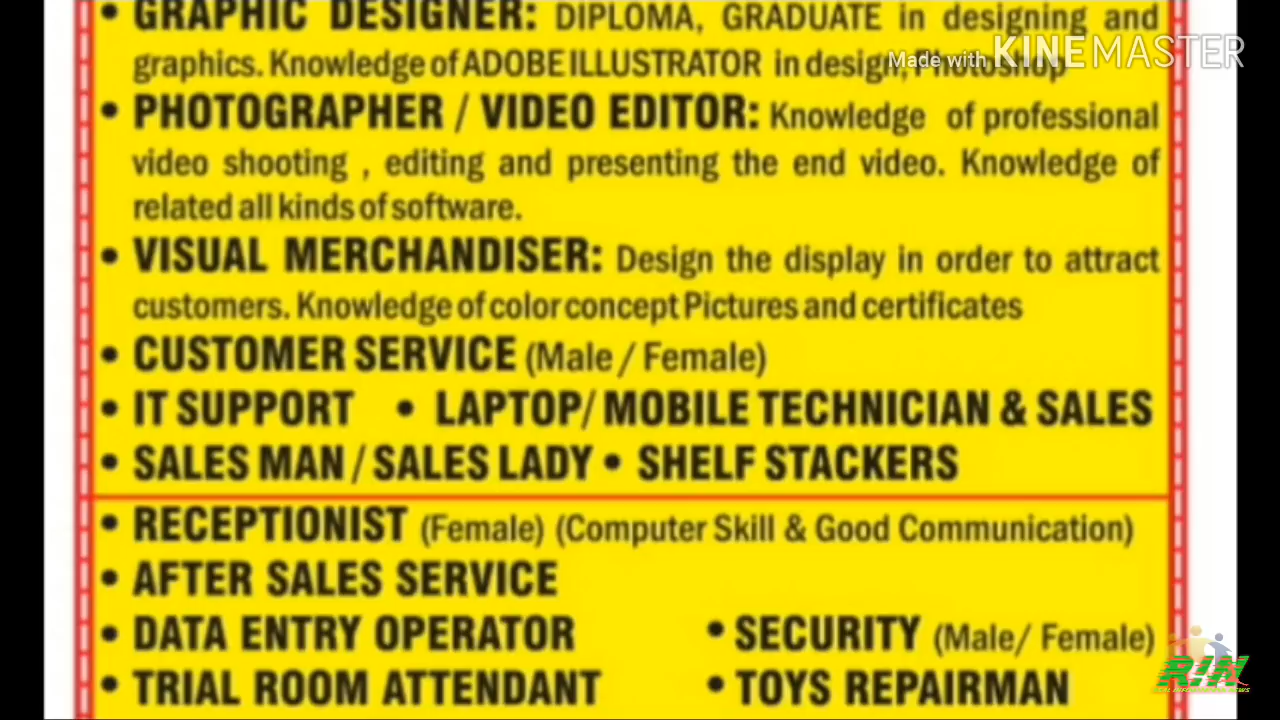 • GRAPHIC DESIGNER: DIPLOMA, GRADUATE in designing and
graphics. Knowledge of ADOBE ILLUSTRATOR in design, Photoshop
Made with KINEMASTER
• PHOTOGRAPHER / VIDEO EDITOR: Knowledge of professional
video shooting , editing and presenting the end video. Knowledge of
related all kinds of software.
• VISUAL MERCHANDISER: Design the display in order to attract
customers. Knowledge of color concept Pictures and certificates
• CUSTOMER SERVICE (Male / Female)
• IT SUPPORT • LAPTOP/ MOBILE TECHNICIAN & SALES
• SALES MAN / SALES LADY • SHELF STACKERS
• RECEPTIONIST (Female) (Computer Skill & Good Communication)
• AFTER SALES SERVICE
• DATA ENTRY OPERATOR • SECURITY (Male/ Female)
• TRIAL ROOM ATTENDANT • TOYS REPAIRMAN